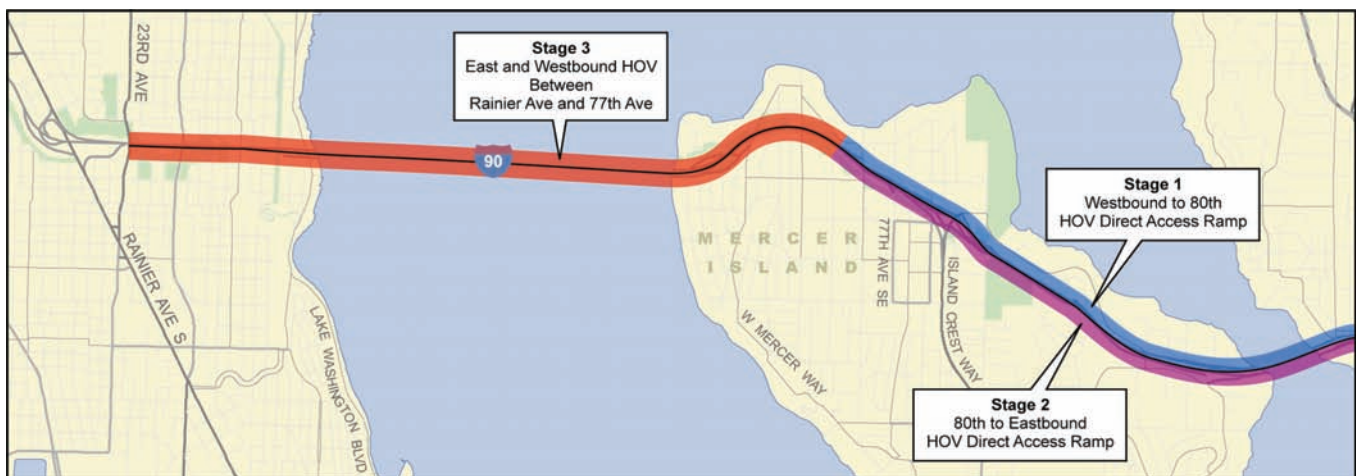 23RD AVE
Stage 3
East and Westbound HOV
Between
Rainier Ave and 77th Ave
90
RAINIER AVE S
LAKE WASHINGTON BLVD
MERCER
ISLAND
W MERCER WAY
77TH AVE SE
ISLAND CREST WAY
Stage 1
Westbound to 80th
HOV Direct Access Ramp
Stage 2
80th to Eastbound
HOV Direct Access Ramp